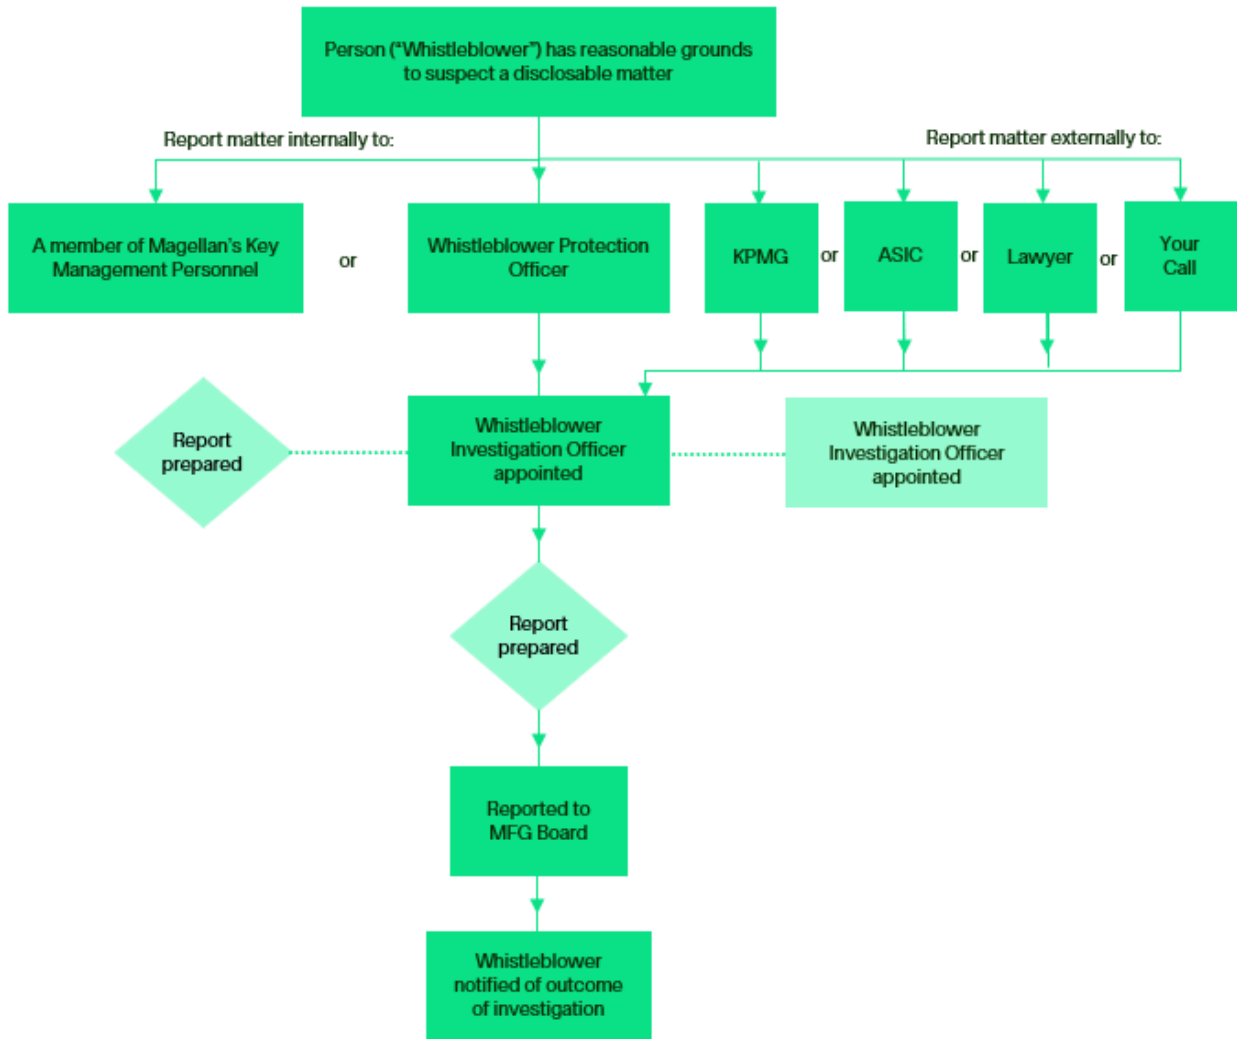 Person (“Whistleblower”) has reasonable grounds
to suspect a disclosable matter
Report matter internally to:
Report matter externally to:
A member of Magellan’s Key
Management Personnel
or
Whistleblower Protection
Officer
KPMG
or
ASIC
or
Lawyer
or
Your
Call
Report
prepared
Whistleblower
Investigation Officer
appointed
Whistleblower
Investigation Officer
appointed
Report
prepared
Reported to
MFG Board
Whistleblower
notified of outcome
of investigation